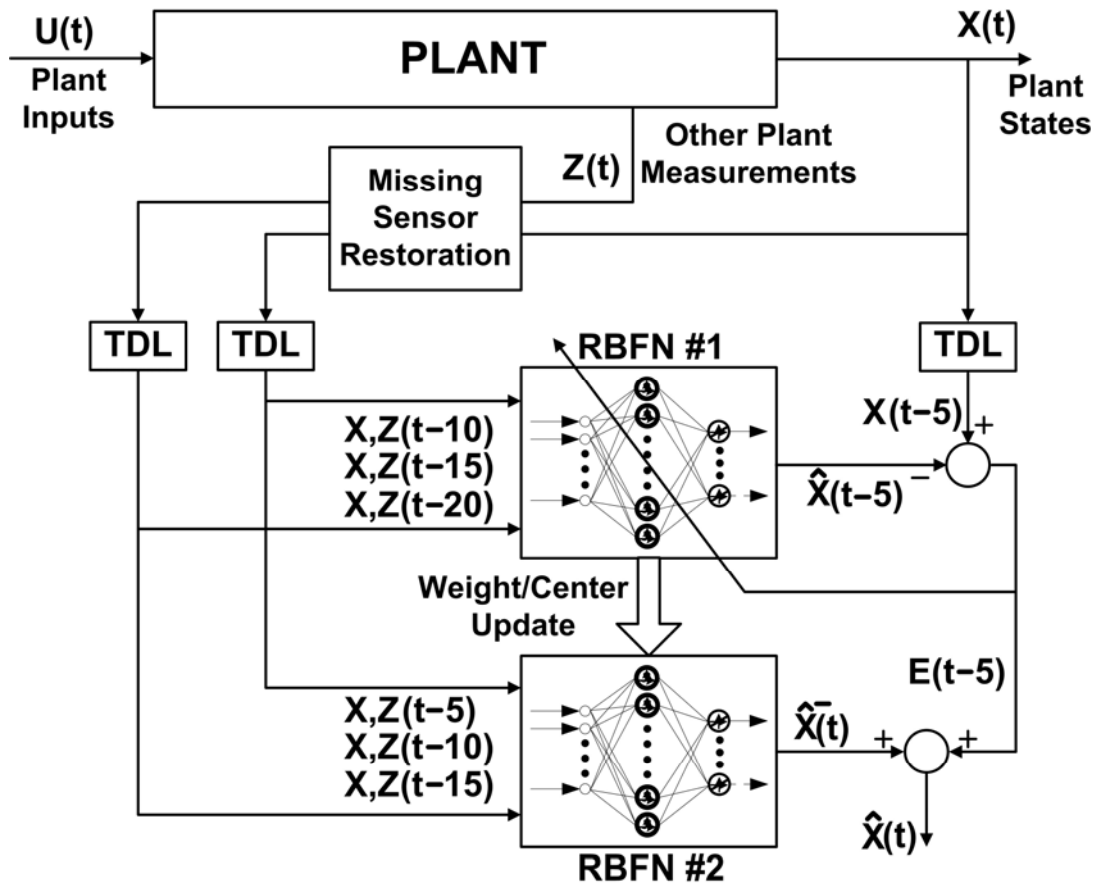 U(t)
Plant
Inputs
PLANT
X(t)
Plant
States
Z(t)
Other Plant
Measurements
Missing
Sensor
Restoration
TDL
TDL
TDL
RBFN #1
X,Z(t−10)
X,Z(t−15)
X,Z(t−20)
X(t−5)
+
X̂(t−5)
−
Weight/Center
Update
E(t−5)
X,Z(t−5)
X,Z(t−10)
X,Z(t−15)
X̂⁻(t)
+
+
X̂(t)
RBFN #2